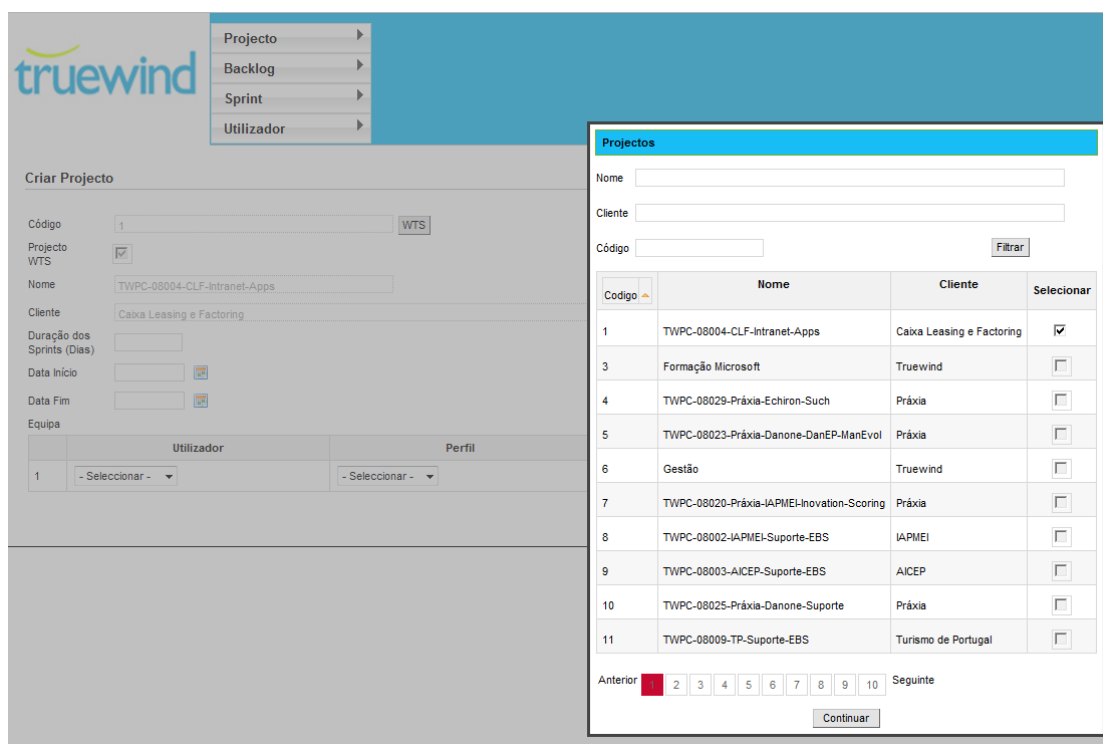 truewind
Projecto
Backlog
Sprint
Utilizador
Criar Projecto
Código 1 WTS
Projecto
WTS
Nome TWPC-08004-CLF-Intranet-Apps
Cliente Caixa Leasing e Factoring
Duração dos
Sprints (Dias)
Data Início
Data Fim
Equipa
Utilizador Perfil
1 - Seleccionar - - Seleccionar -
Projectos
Nome
Cliente
Código Filtrar
Codigo Nome Cliente Selecionar
1 TWPC-08004-CLF-Intranet-Apps Caixa Leasing e Factoring
3 Formação Microsoft Truewind
4 TWPC-08029-Práxia-Echiron-Such Práxia
5 TWPC-08023-Práxia-Danone-DanEP-ManEvol Práxia
6 Gestão Truewind
7 TWPC-08020-Práxia-IAPMEI-Inovation-Scoring Práxia
8 TWPC-08002-IAPMEI-Suporte-EBS IAPMEI
9 TWPC-08003-AICEP-Suporte-EBS AICEP
10 TWPC-08025-Práxia-Danone-Suporte Práxia
11 TWPC-08009-TP-Suporte-EBS Turismo de Portugal
Anterior 1 2 3 4 5 6 7 8 9 10 Seguinte
Continuar